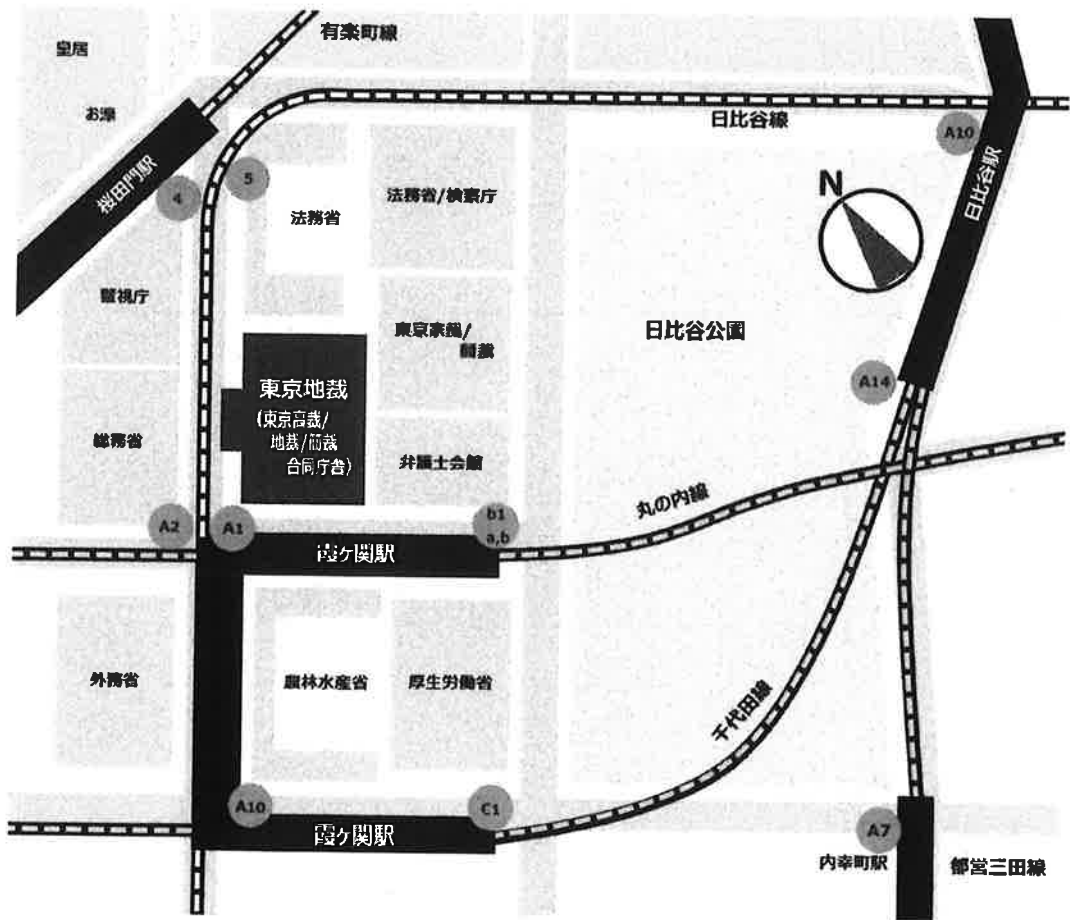 皇居
有楽町線
お濠
日比谷線
A10
桜田門駅
4
5
法務省
法務省/検察庁
N
日比谷駅
警視庁
東京家裁/
簡裁
日比谷公園
東京地裁
(東京高裁/
地裁/簡裁
合同庁舎)
A14
総務省
弁護士会館
丸の内線
A2
A1
b1
a,b
霞ヶ関駅
外務省
農林水産省
厚生労働省
千代田線
A10
C1
霞ヶ関駅
A7
内幸町駅
都営三田線